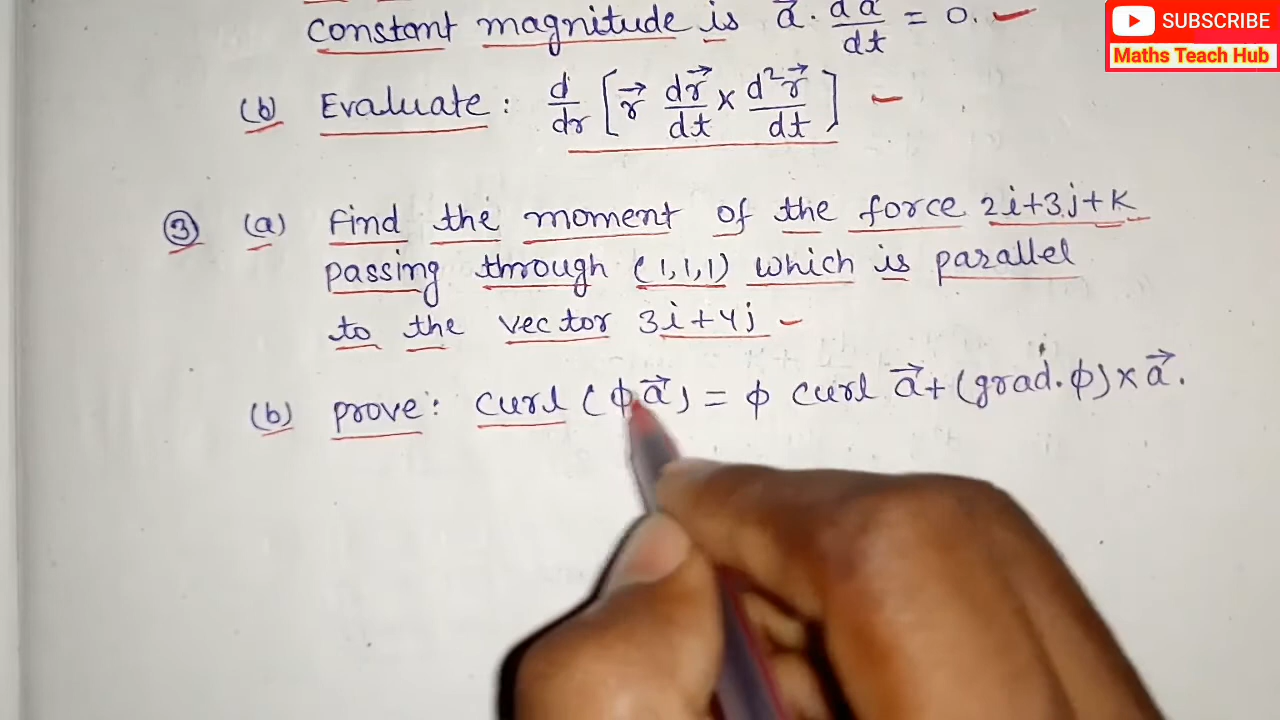 constant magnitude is a⃗ . da⃗/dt = 0.
SUBSCRIBE
Maths Teach Hub
(b) Evaluate: d/dr [r⃗ dr⃗/dt × d²r⃗/dt]
③ (a) Find the moment of the force 2i+3j+k
passing through (1,1,1) which is parallel
to the vector 3i+4j
(b) Prove: curl (ϕa⃗) = ϕ curl a⃗ + (grad. ϕ) × a⃗.